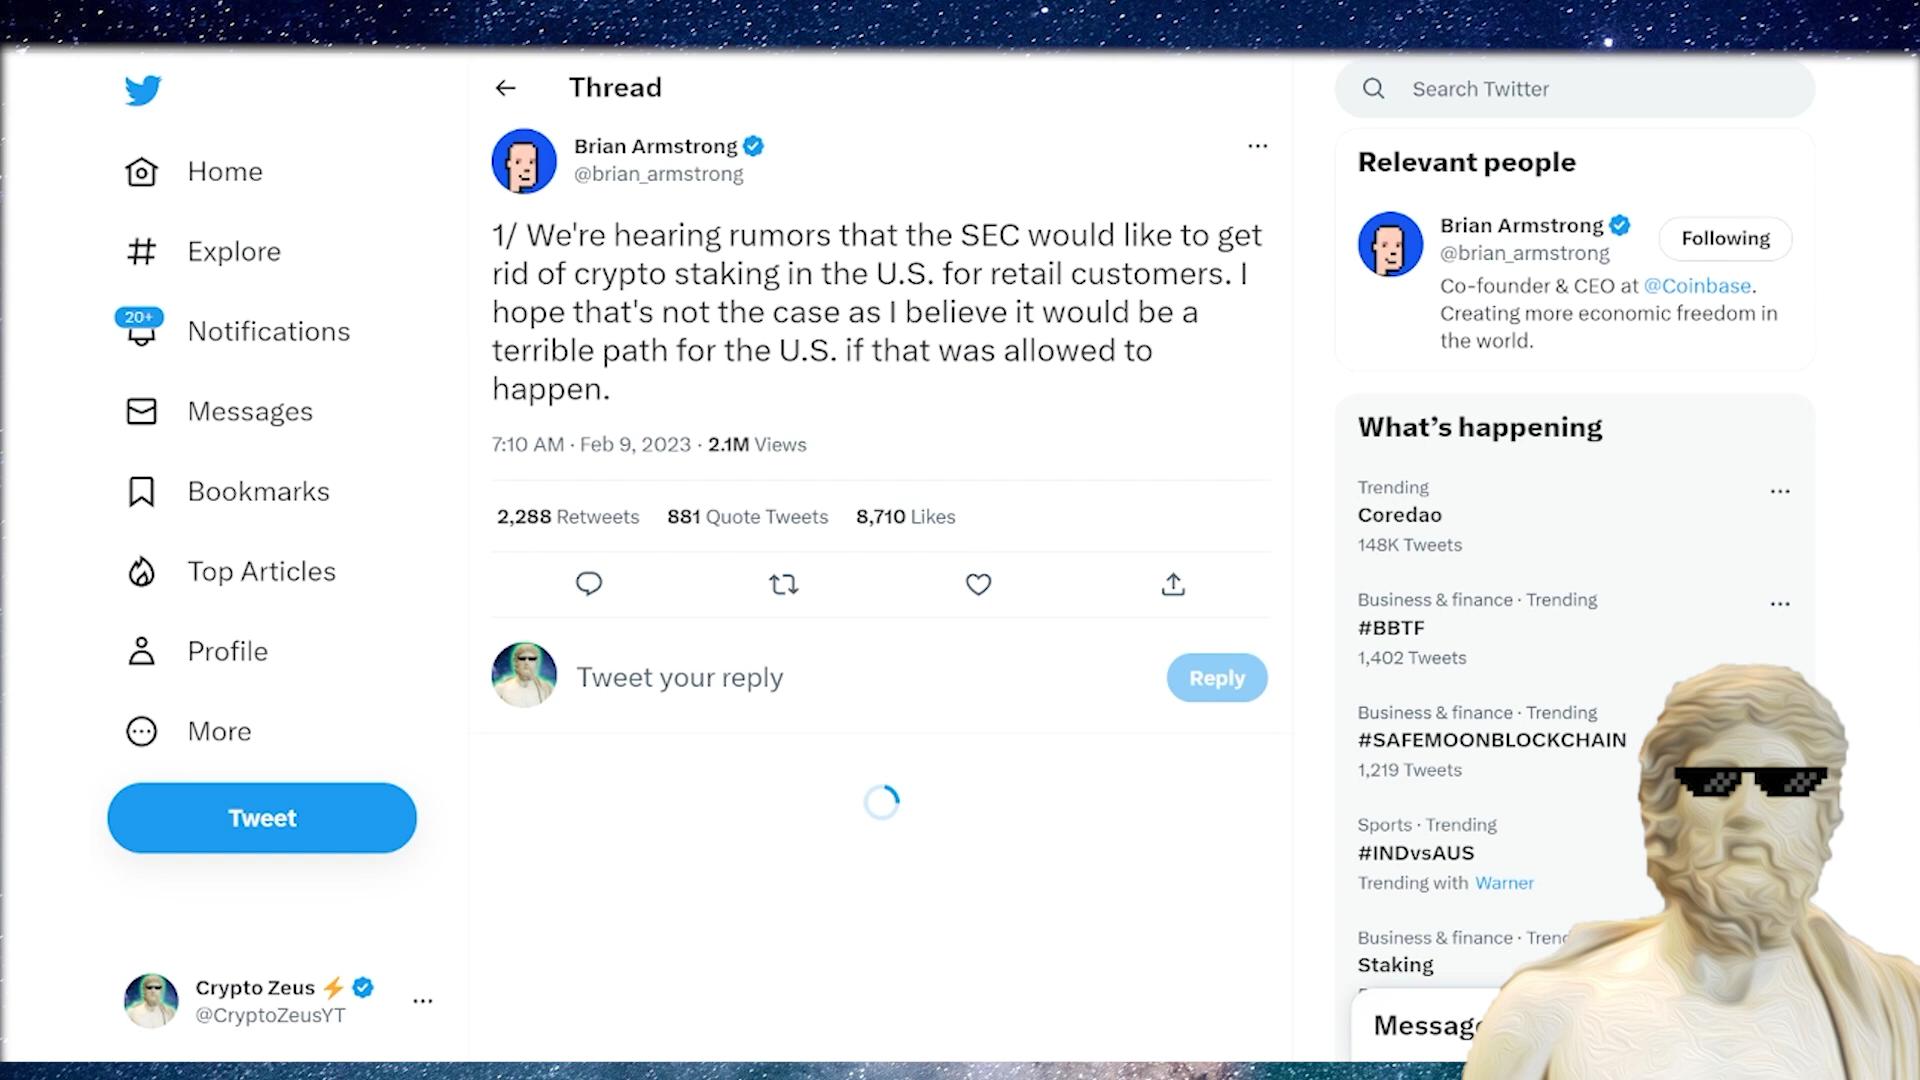 Home
Explore
20+
Notifications
Messages
Bookmarks
Top Articles
Profile
More
Tweet
Crypto Zeus
@CryptoZeusYT
Thread
Brian Armstrong
@brian_armstrong
1/ We're hearing rumors that the SEC would like to get
rid of crypto staking in the U.S. for retail customers. I
hope that's not the case as I believe it would be a
terrible path for the U.S. if that was allowed to
happen.
7:10 AM · Feb 9, 2023 · 2.1M Views
2,288 Retweets 881 Quote Tweets 8,710 Likes
Tweet your reply
Reply
Search Twitter
Relevant people
Brian Armstrong
@brian_armstrong
Following
Co-founder & CEO at @Coinbase.
Creating more economic freedom in
the world.
What's happening
Trending
Coredao
148K Tweets
Business & finance · Trending
#BBTF
1,402 Tweets
Business & finance · Trending
#SAFEMOONBLOCKCHAIN
1,219 Tweets
Sports · Trending
#INDvsAUS
Trending with Warner
Business & finance ·
Staking